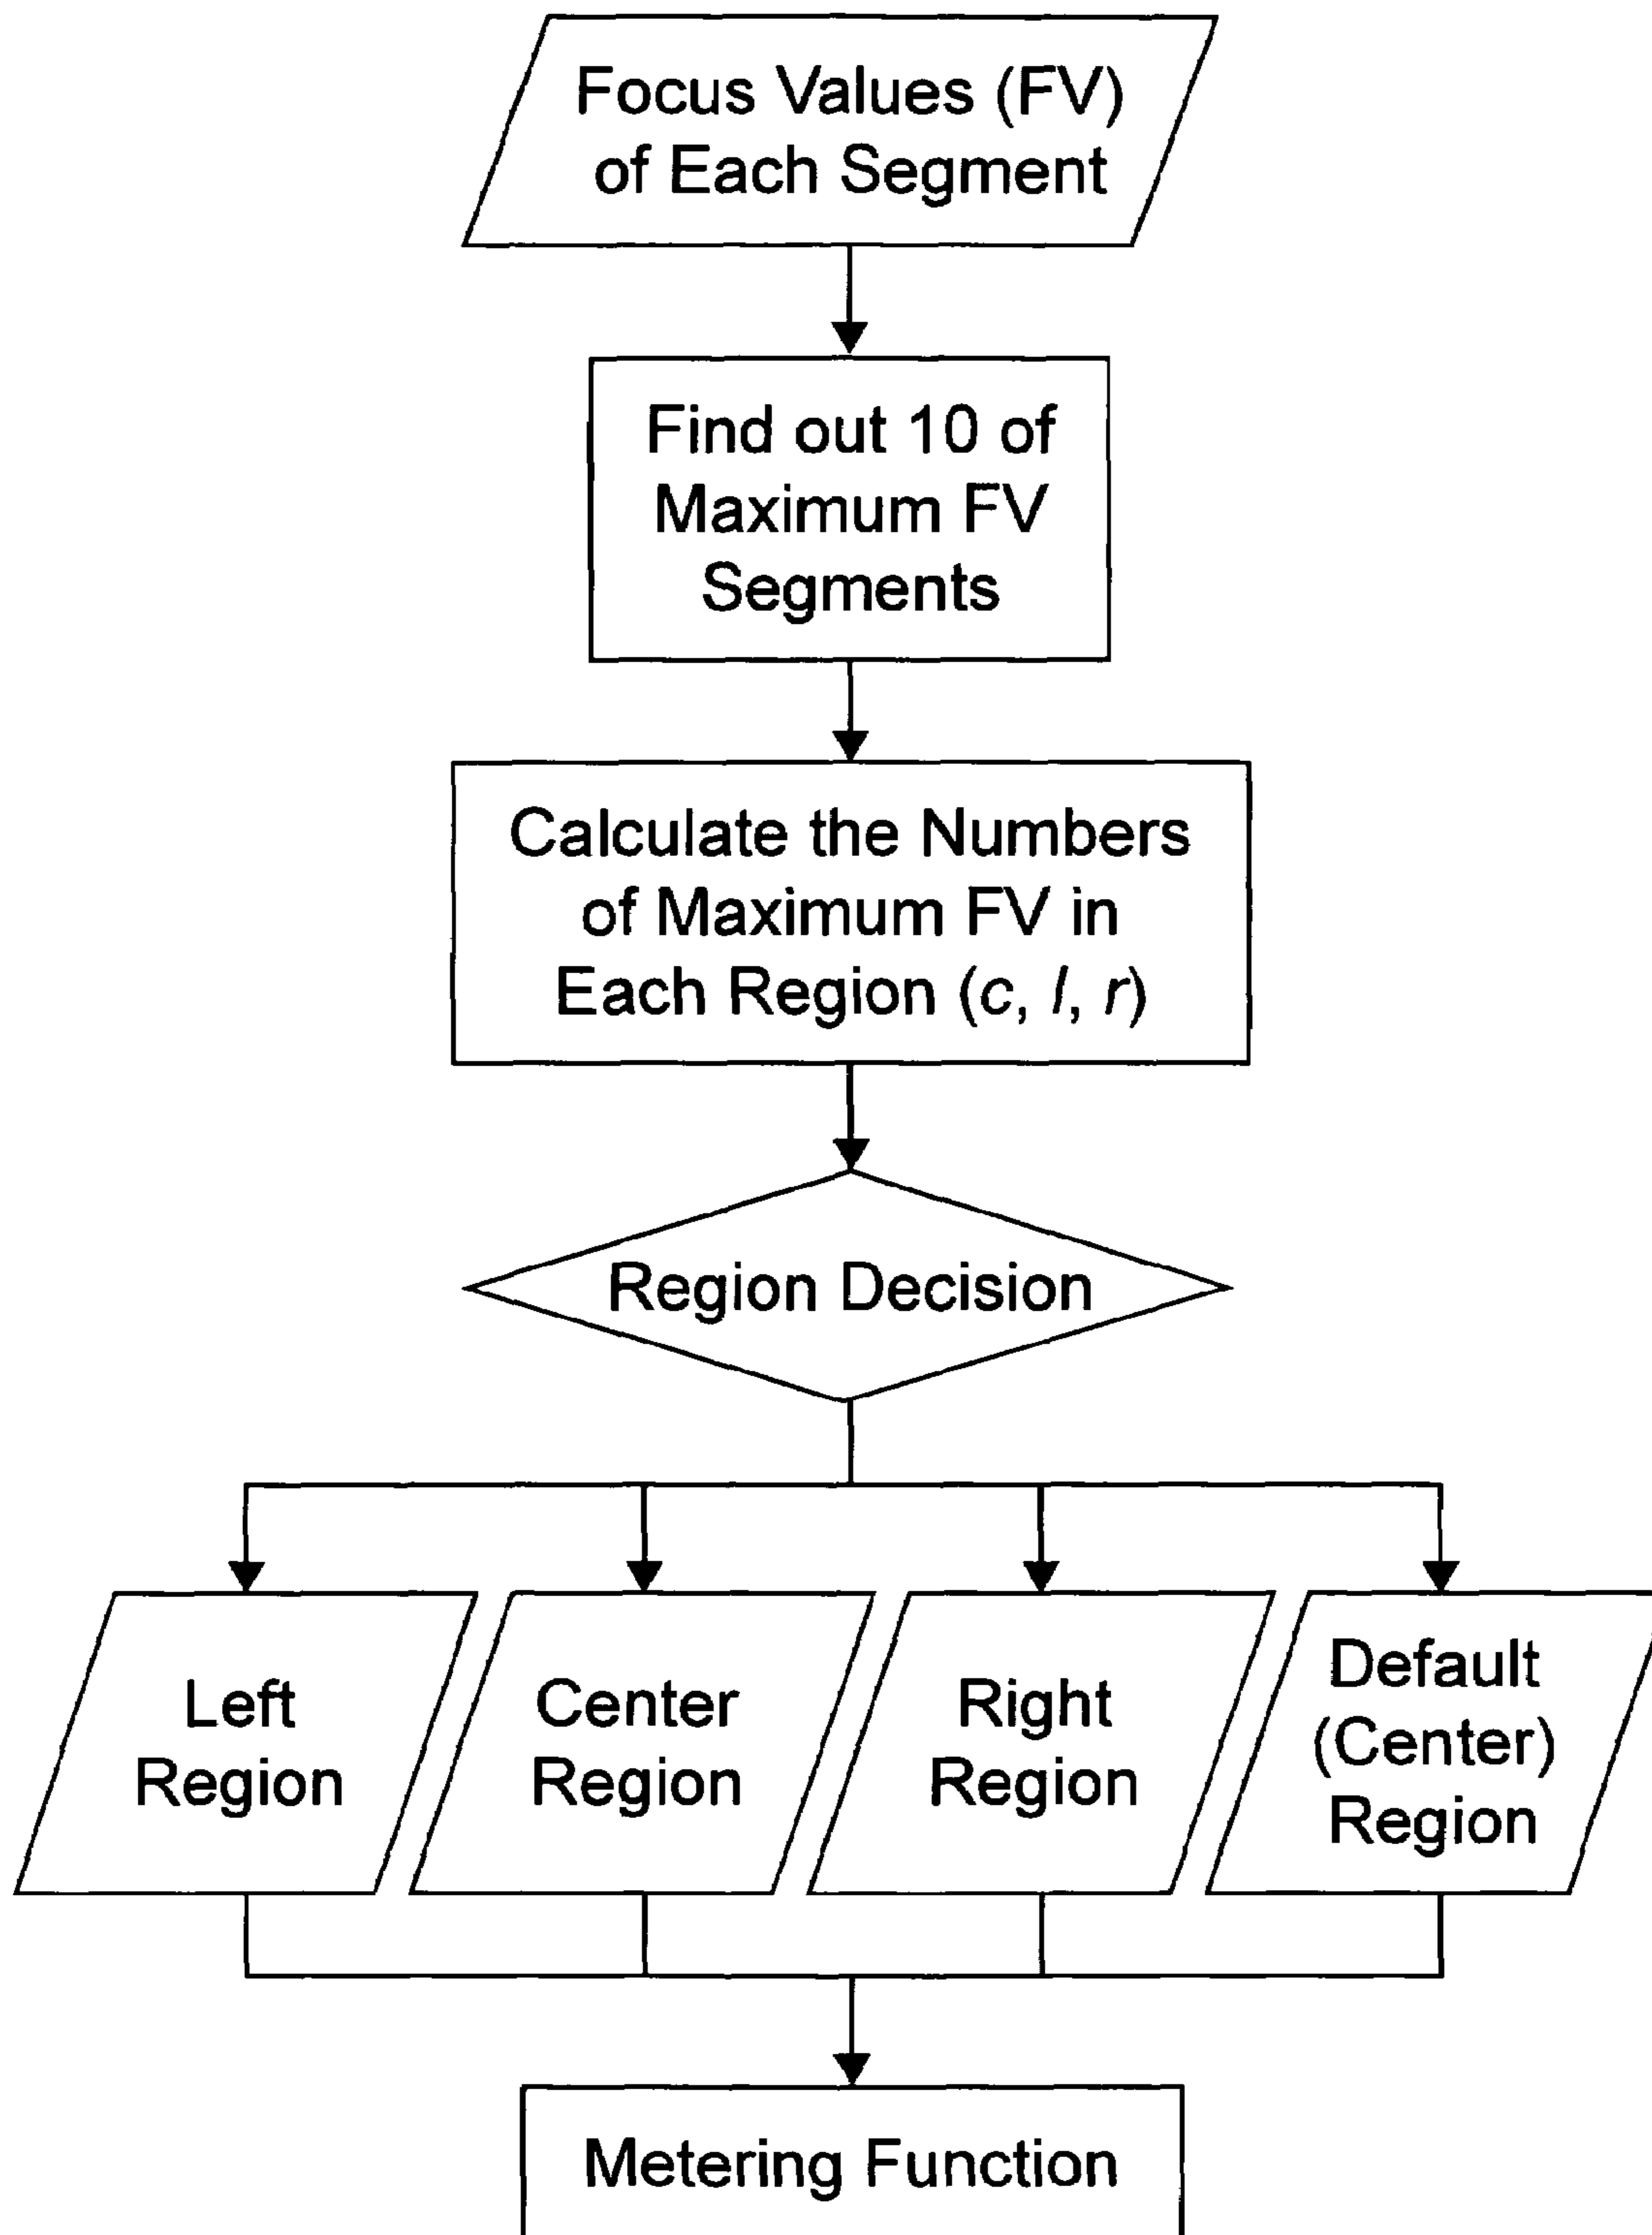 Focus Values (FV)
of Each Segment
Find out 10 of
Maximum FV
Segments
Calculate the Numbers
of Maximum FV in
Each Region (c, l, r)
Region Decision
Left
Region
Center
Region
Right
Region
Default
(Center)
Region
Metering Function